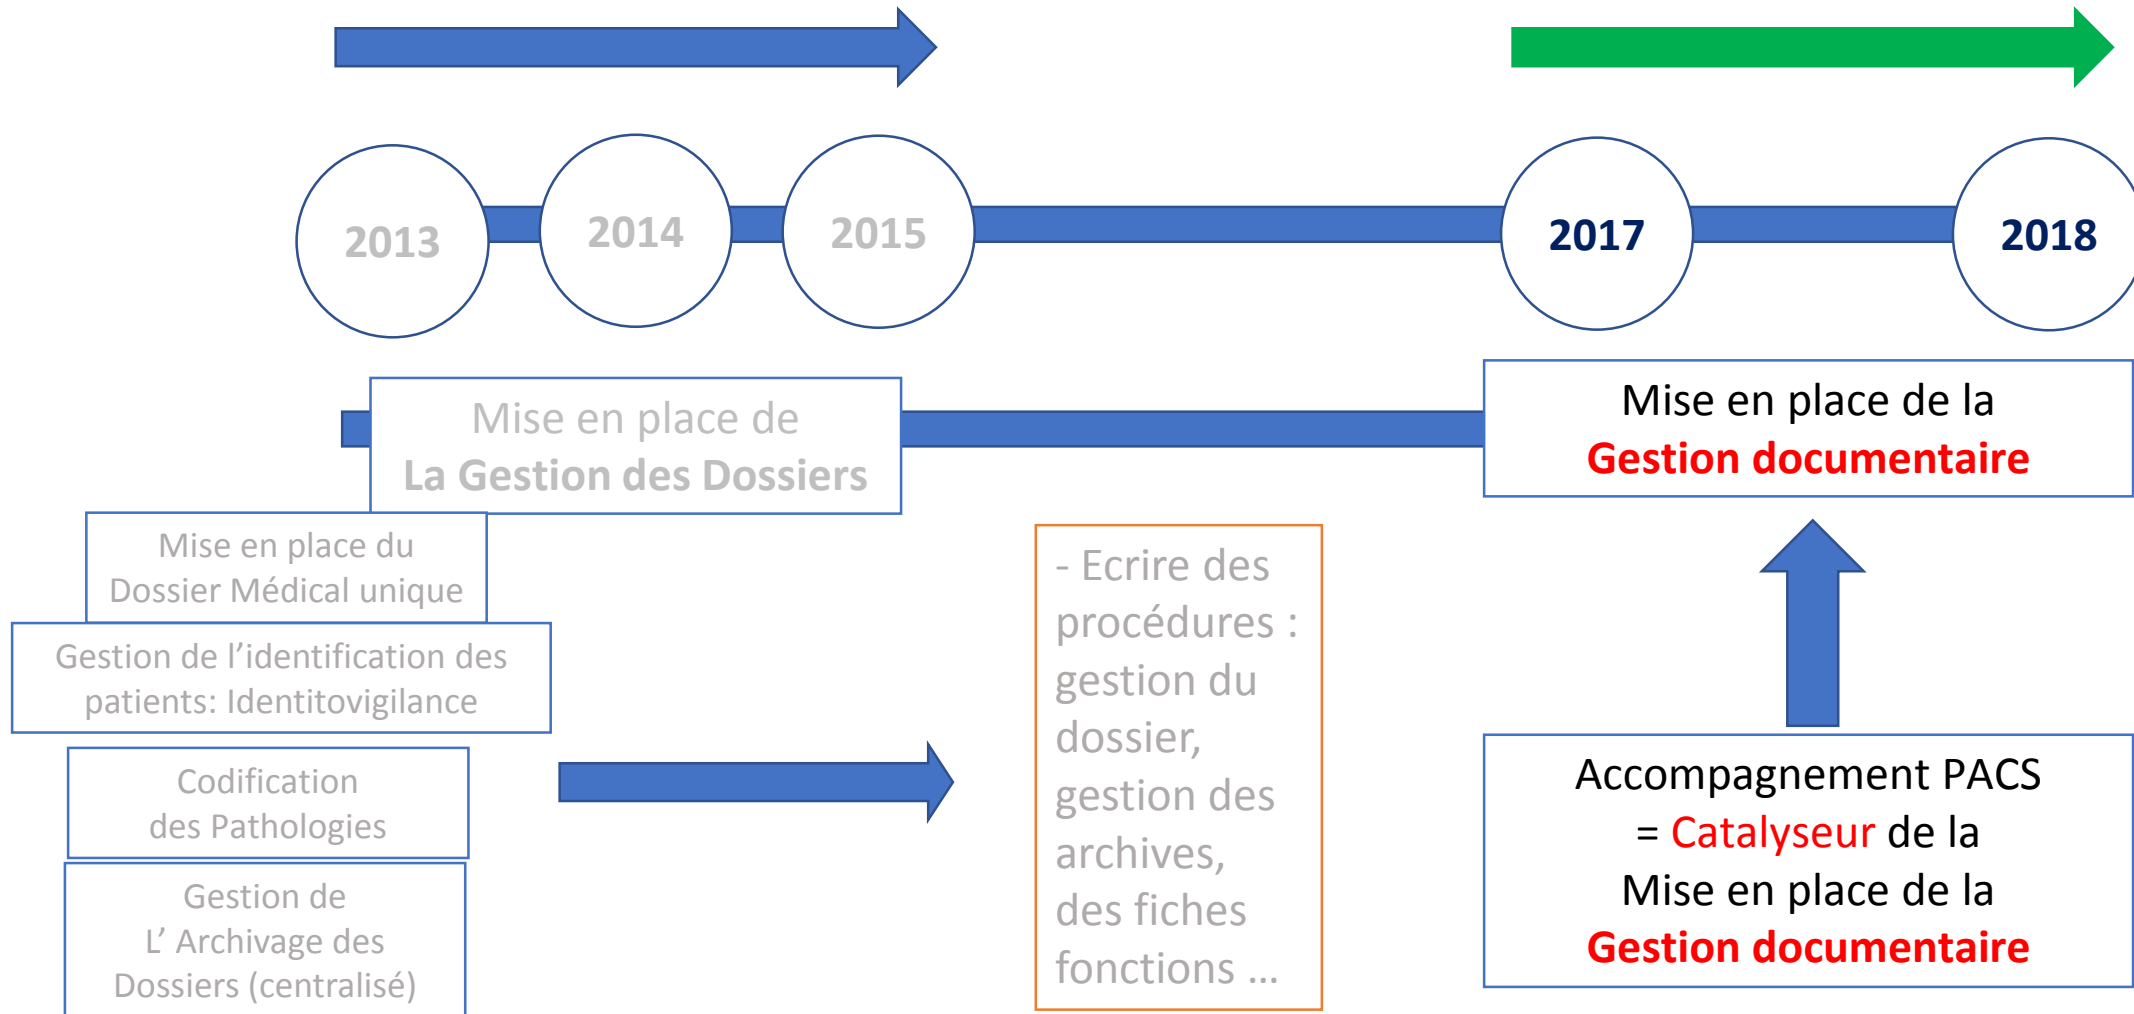 2013
2014
2015
2017
2018
Mise en place de
La Gestion des Dossiers
Mise en place du
Dossier Médical unique
Gestion de l’identification des
patients: Identitovigilance
Codification
des Pathologies
Gestion de
L’ Archivage des
Dossiers (centralisé)
- Ecrire des
procédures :
gestion du
dossier,
gestion des
archives,
des fiches
fonctions ...
Mise en place de la
Gestion documentaire
Accompagnement PACS
= Catalyseur de la
Mise en place de la
Gestion documentaire